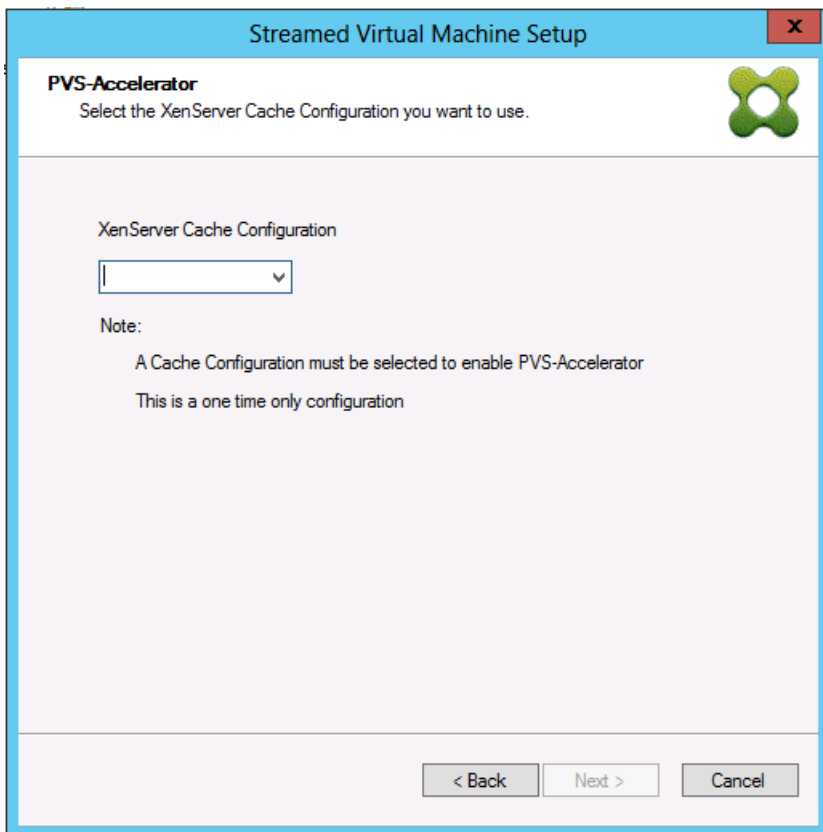 Streamed Virtual Machine Setup
x
PVS-Accelerator
Select the XenServer Cache Configuration you want to use.
XenServer Cache Configuration
Note:
A Cache Configuration must be selected to enable PVS-Accelerator
This is a one time only configuration
< Back Next > Cancel